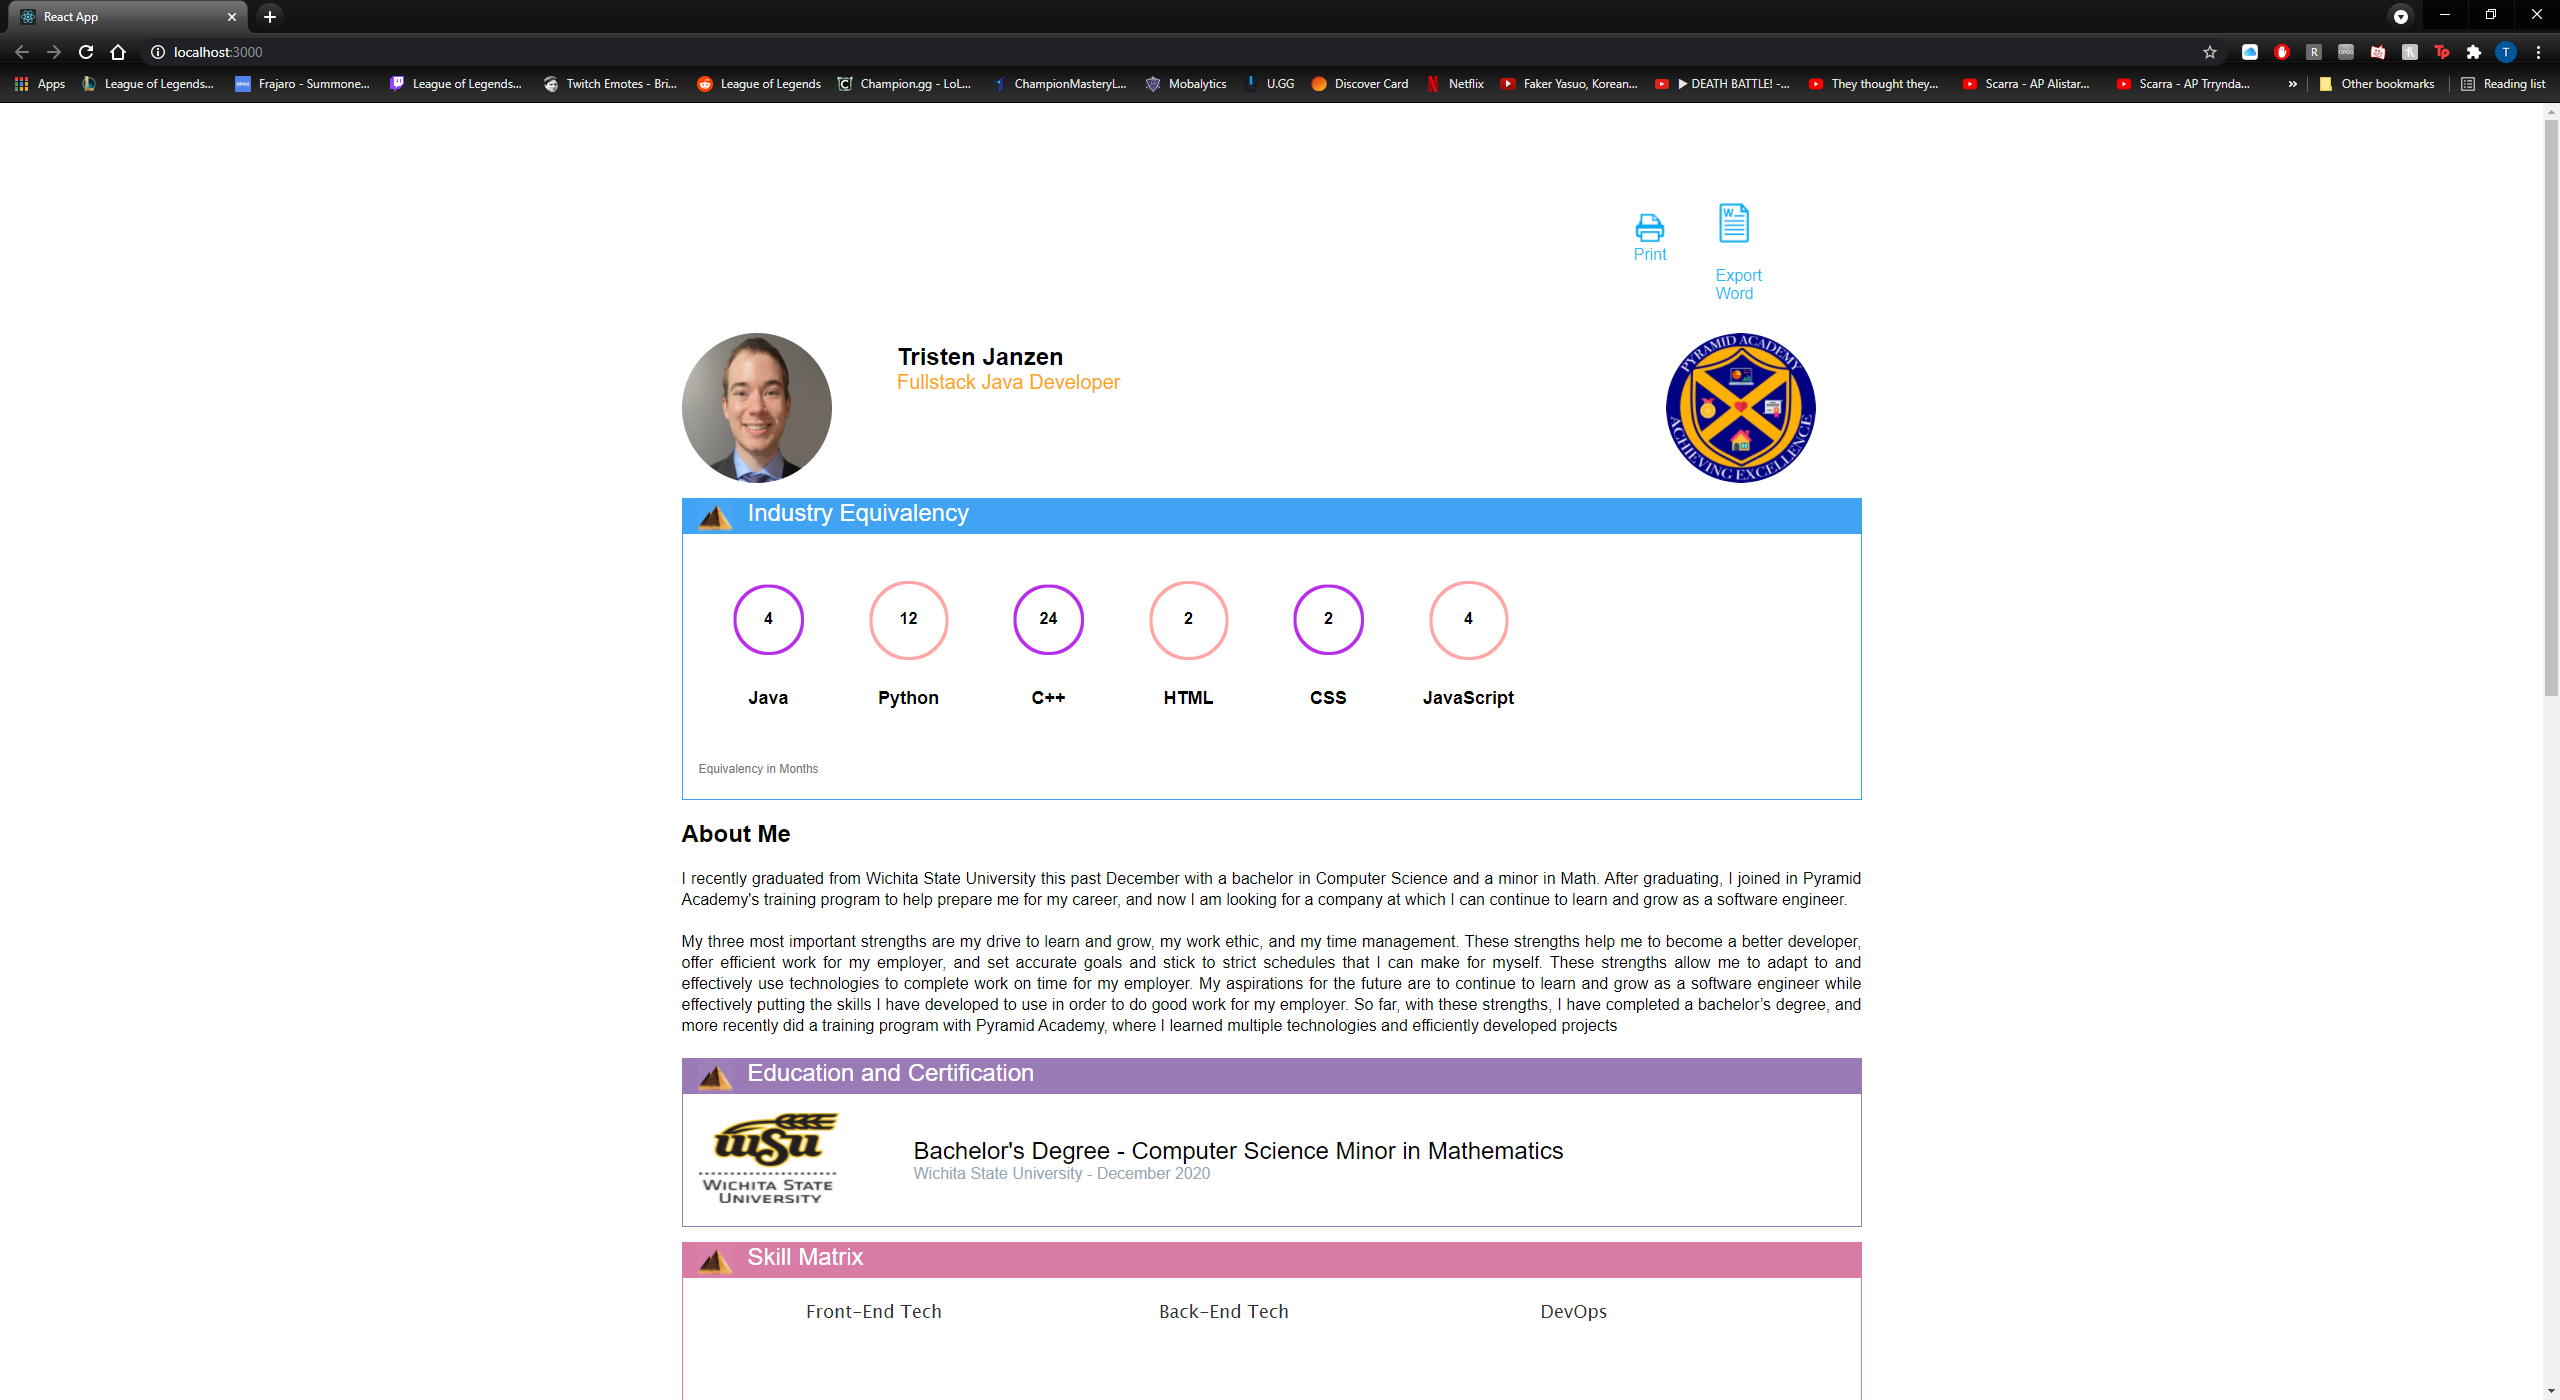 React App
localhost:3000
Apps
League of Legends...
Frajaro - Summone...
League of Legends...
Twitch Emotes - Bri...
League of Legends
Champion.gg - LoL...
ChampionMasteryL...
Mobalytics
U.GG
Discover Card
Netflix
Faker Yasuo, Korean...
▶ DEATH BATTLE! -...
They thought they...
Scarra - AP Alistar...
Scarra - AP Trrynda...
»
Other bookmarks
Reading list
Print
Export
Word
Tristen Janzen
Fullstack Java Developer
PYRAMID ACADEMY
ACHIEVING EXCELLENCE
Industry Equivalency
4 12 24 2 2 4
Java Python C++ HTML CSS JavaScript
Equivalency in Months
About Me
I recently graduated from Wichita State University this past December with a bachelor in Computer Science and a minor in Math. After graduating, I joined in Pyramid
Academy's training program to help prepare me for my career, and now I am looking for a company at which I can continue to learn and grow as a software engineer.
My three most important strengths are my drive to learn and grow, my work ethic, and my time management. These strengths help me to become a better developer,
offer efficient work for my employer, and set accurate goals and stick to strict schedules that I can make for myself. These strengths allow me to adapt to and
effectively use technologies to complete work on time for my employer. My aspirations for the future are to continue to learn and grow as a software engineer while
effectively putting the skills I have developed to use in order to do good work for my employer. So far, with these strengths, I have completed a bachelor’s degree, and
more recently did a training program with Pyramid Academy, where I learned multiple technologies and efficiently developed projects
Education and Certification
wsu
WICHITA STATE
UNIVERSITY
Bachelor's Degree - Computer Science Minor in Mathematics
Wichita State University - December 2020
Skill Matrix
Front-End Tech Back-End Tech DevOps